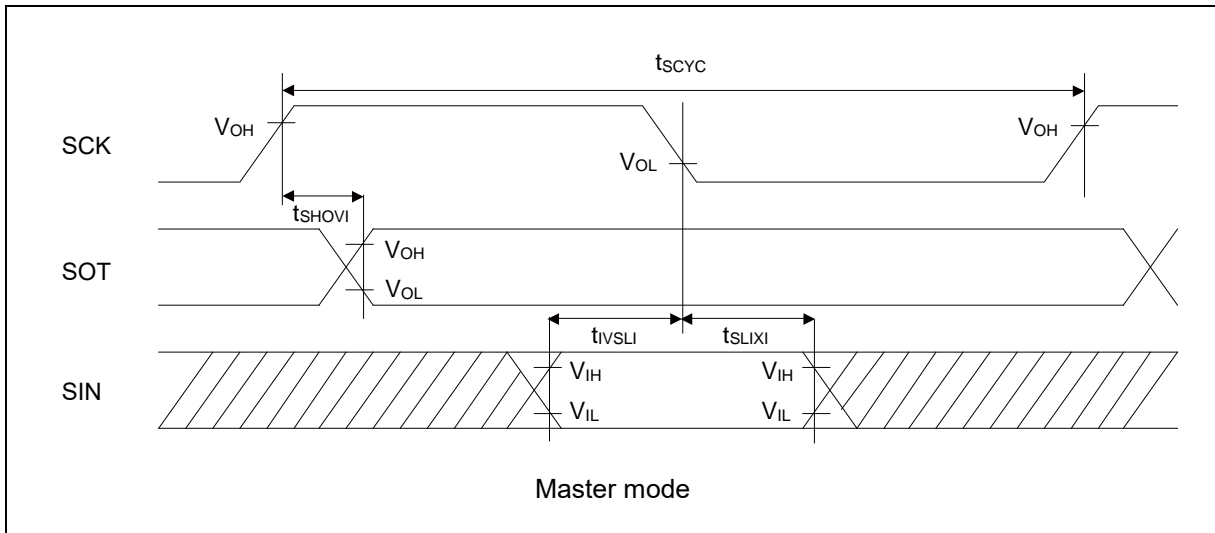 tSCYC
VOH
VOH
SCK
VOL
tSHOVI
VOH
SOT
VOL
tIVSLI
tSLIXI
VIH
VIH
SIN
VIL
VIL
Master mode